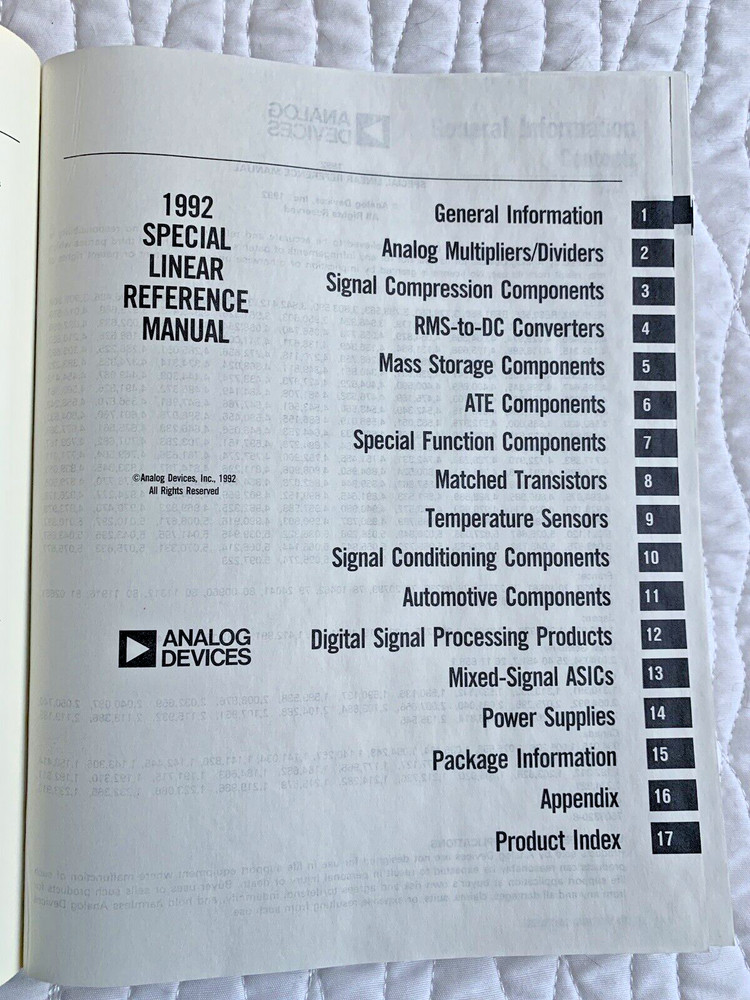 1992
SPECIAL
LINEAR
REFERENCE
MANUAL
©Analog Devices, Inc., 1992
All Rights Reserved
ANALOG
DEVICES
General Information 1
Analog Multipliers/Dividers 2
Signal Compression Components 3
RMS-to-DC Converters 4
Mass Storage Components 5
ATE Components 6
Special Function Components 7
Matched Transistors 8
Temperature Sensors 9
Signal Conditioning Components 10
Automotive Components 11
Digital Signal Processing Products 12
Mixed-Signal ASICs 13
Power Supplies 14
Package Information 15
Appendix 16
Product Index 17